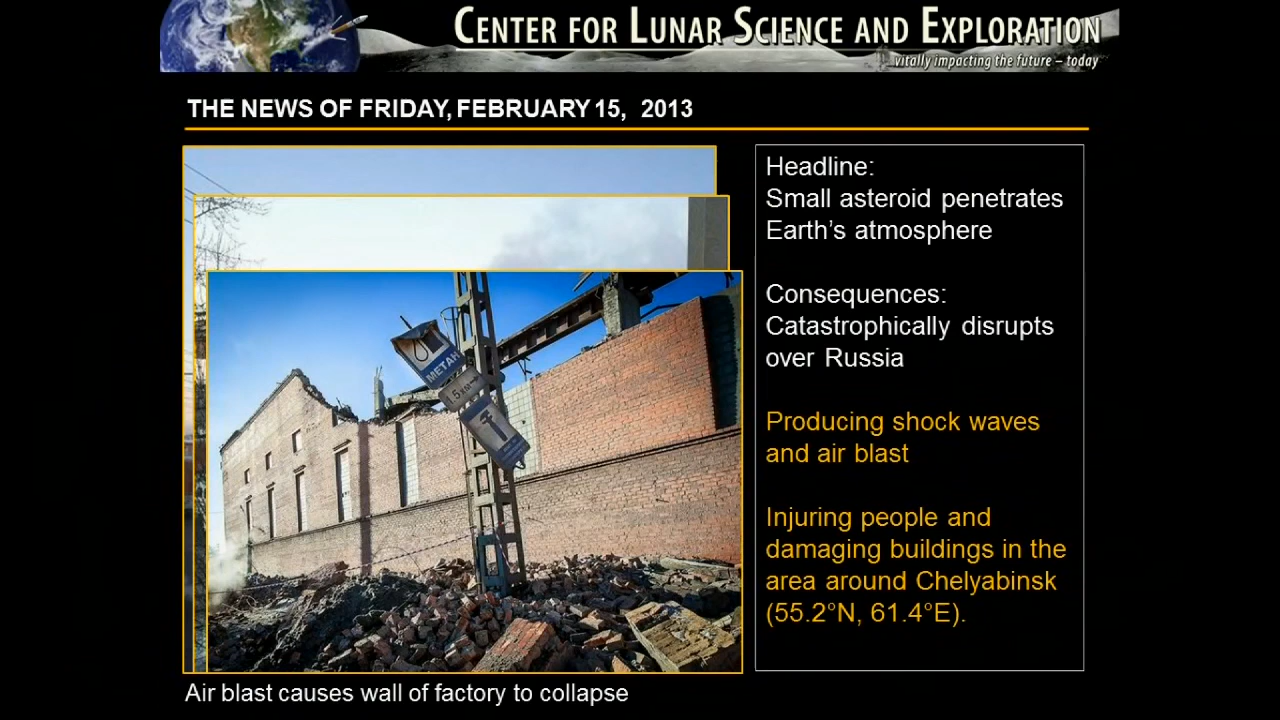 CENTER FOR LUNAR SCIENCE AND EXPLORATION
vitally impacting the future – today
THE NEWS OF FRIDAY, FEBRUARY 15, 2013
МЕТАН
1.5
Headline:
Small asteroid penetrates
Earth's atmosphere
Consequences:
Catastrophically disrupts
over Russia
Producing shock waves
and air blast
Injuring people and
damaging buildings in the
area around Chelyabinsk
(55.2°N, 61.4°E).
Air blast causes wall of factory to collapse